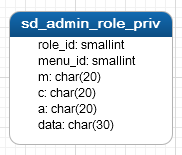 sd_admin_role_priv
role_id: smallint
menu_id: smallint
m: char(20)
c: char(20)
a: char(20)
data: char(30)